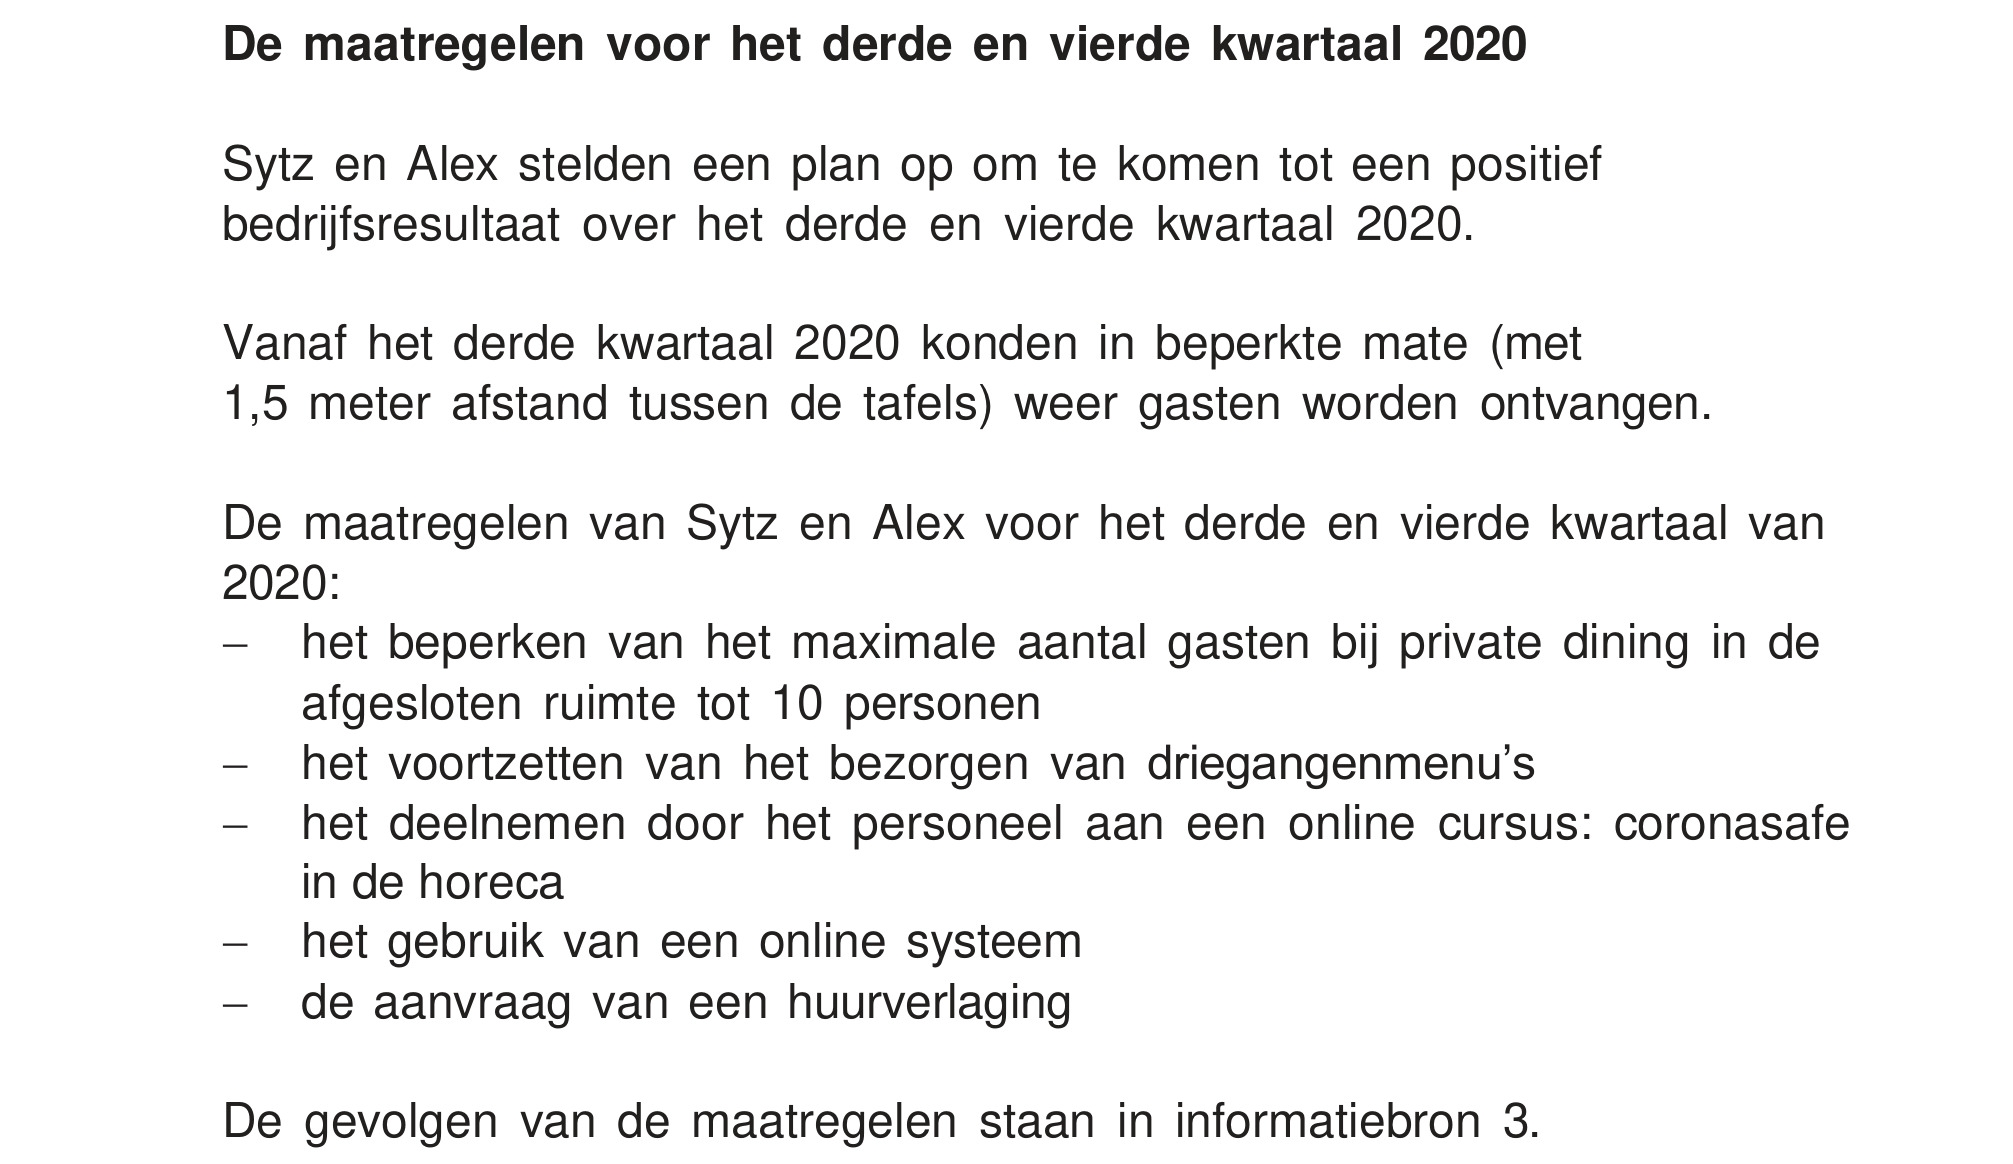 De maatregelen voor het derde en vierde kwartaal 2020
Sytz en Alex stelden een plan op om te komen tot een positief
bedrijfsresultaat over het derde en vierde kwartaal 2020.
Vanaf het derde kwartaal 2020 konden in beperkte mate (met
1,5 meter afstand tussen de tafels) weer gasten worden ontvangen.
De maatregelen van Sytz en Alex voor het derde en vierde kwartaal van
2020:
– het beperken van het maximale aantal gasten bij private dining in de
afgesloten ruimte tot 10 personen
– het voortzetten van het bezorgen van driegangenmenu’s
– het deelnemen door het personeel aan een online cursus: coronasafe
in de horeca
– het gebruik van een online systeem
– de aanvraag van een huurverlaging
De gevolgen van de maatregelen staan in informatiebron 3.